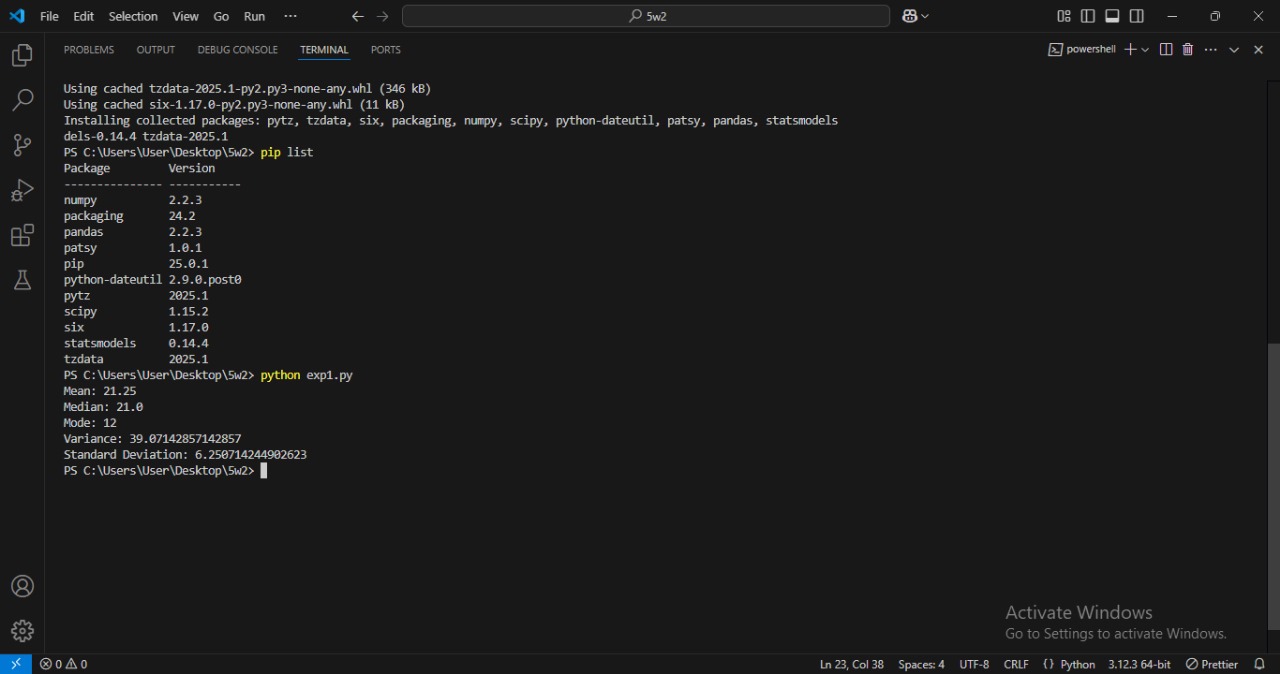 File Edit Selection View Go Run ··· 5w2
PROBLEMS OUTPUT DEBUG CONSOLE TERMINAL PORTS powershell
Using cached tzdata-2025.1-py2.py3-none-any.whl (346 kB)
Using cached six-1.17.0-py2.py3-none-any.whl (11 kB)
Installing collected packages: pytz, tzdata, six, packaging, numpy, scipy, python-dateutil, patsy, pandas, statsmodels
dels-0.14.4 tzdata-2025.1
PS C:\Users\User\Desktop\5w2> pip list
Package Version
--------------- -----------
numpy 2.2.3
packaging 24.2
pandas 2.2.3
patsy 1.0.1
pip 25.0.1
python-dateutil 2.9.0.post0
pytz 2025.1
scipy 1.15.2
six 1.17.0
statsmodels 0.14.4
tzdata 2025.1
PS C:\Users\User\Desktop\5w2> python exp1.py
Mean: 21.25
Median: 21.0
Mode: 12
Variance: 39.07142857142857
Standard Deviation: 6.250714244902623
PS C:\Users\User\Desktop\5w2>
Activate Windows
Go to Settings to activate Windows.
0 0 Ln 23, Col 38 Spaces: 4 UTF-8 CRLF {} Python 3.12.3 64-bit Prettier